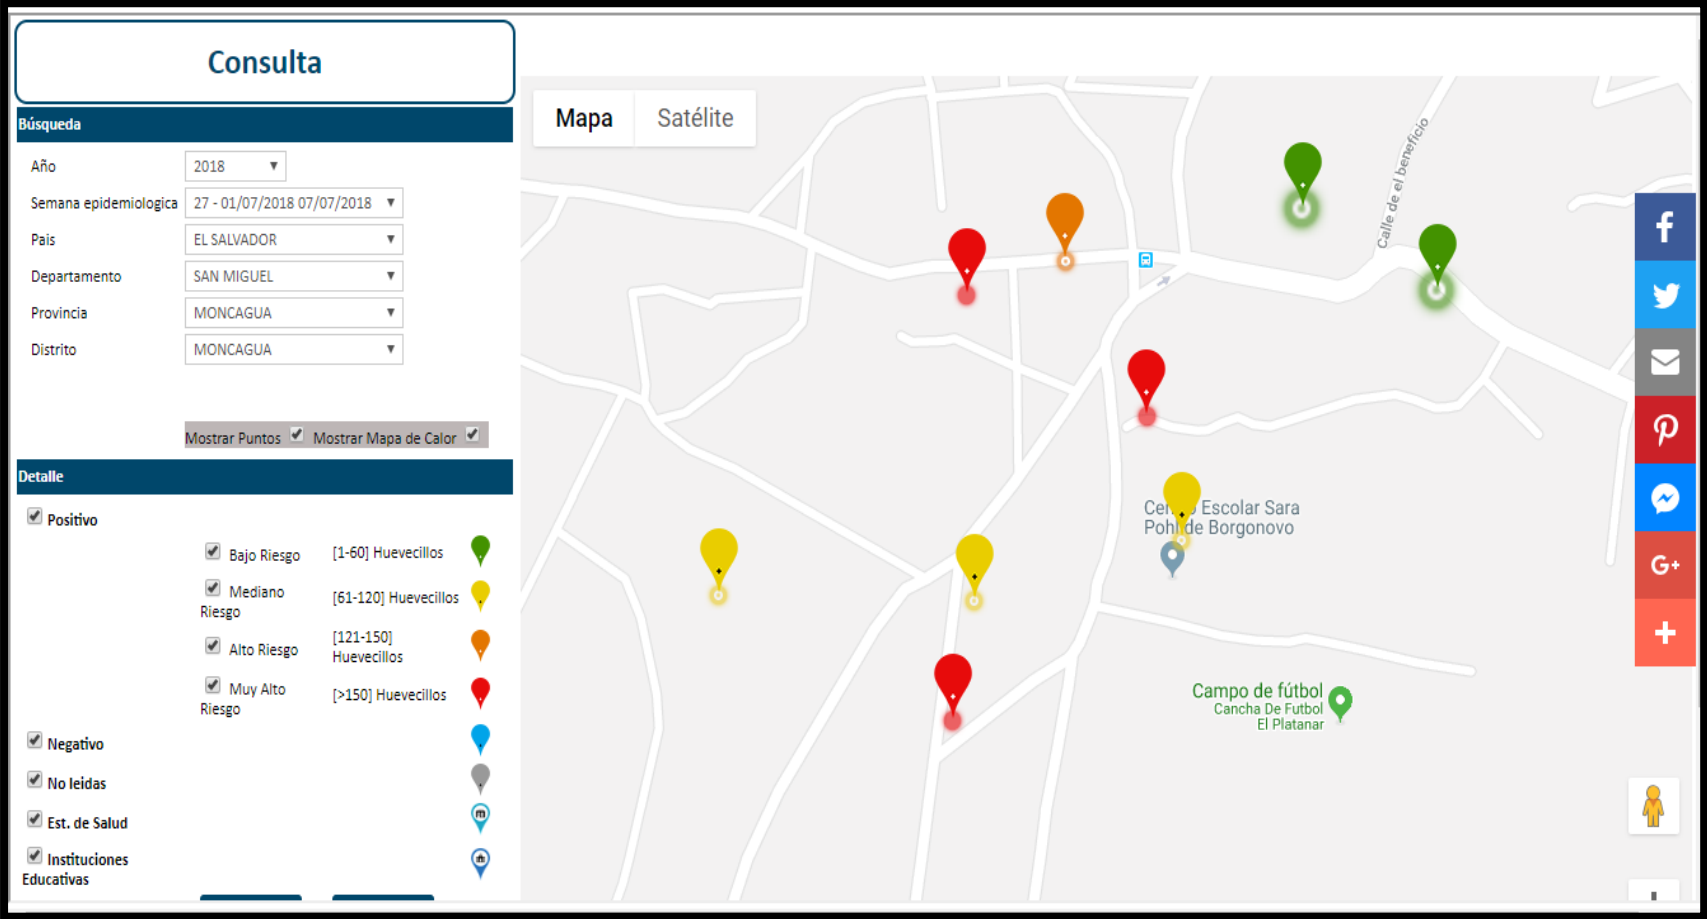 Consulta
Búsqueda
Año 2018
Semana epidemiologica 27 - 01/07/2018 07/07/2018
Pais EL SALVADOR
Departamento SAN MIGUEL
Provincia MONCAGUA
Distrito MONCAGUA
Mostrar Puntos Mostrar Mapa de Calor
Detalle
Positivo
Bajo Riesgo [1-60] Huevecillos
Mediano
Riesgo
[61-120] Huevecillos
Alto Riesgo
[121-150]
Huevecillos
Muy Alto
Riesgo
[>150] Huevecillos
Negativo
No leidas
Est. de Salud
m
Instituciones
Educativas
Mapa Satélite
Calle de el beneficio
Escolar Sara
de Borgonovo
Campo de fútbol
Cancha De Futbol
El Platanar
f
G+
+